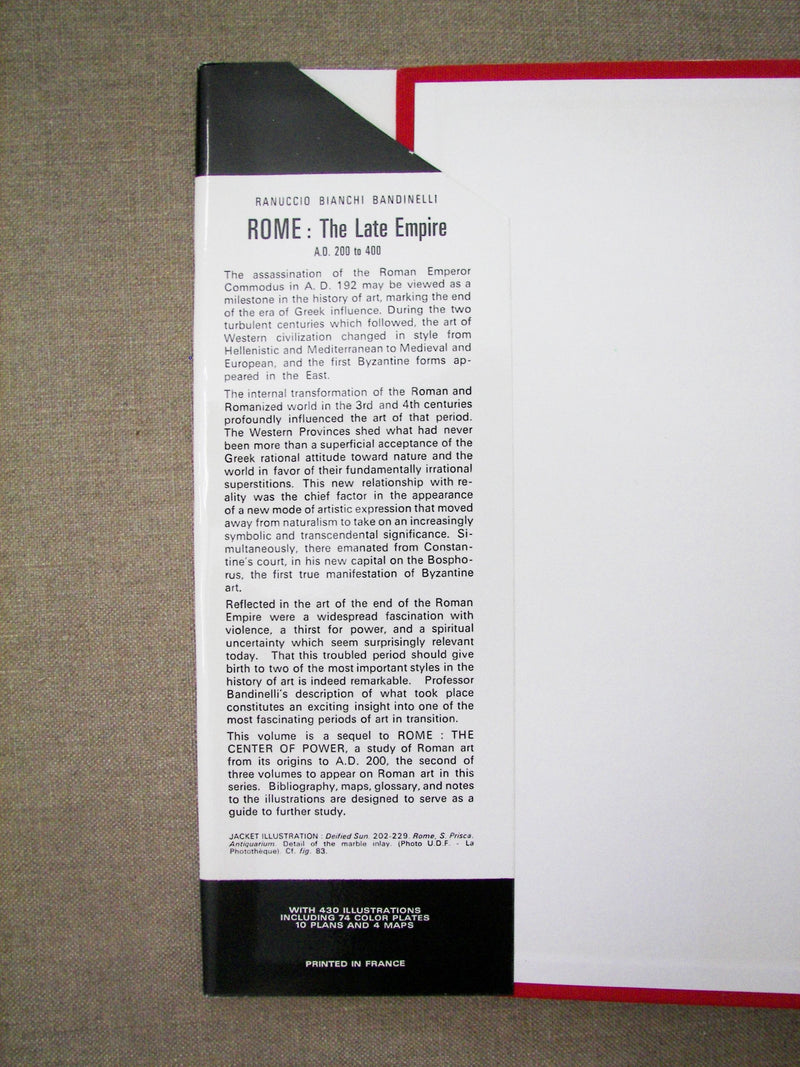 RANUCCIO BIANCHI BANDINELLI
ROME : The Late Empire
A.D. 200 to 400
The assassination of the Roman Emperor
Commodus in A. D. 192 may be viewed as a
milestone in the history of art, marking the end
of the era of Greek influence. During the two
turbulent centuries which followed, the art of
Western civilization changed in style from
Hellenistic and Mediterranean to Medieval and
European, and the first Byzantine forms ap-
peared in the East.
The internal transformation of the Roman and
Romanized world in the 3rd and 4th centuries
profoundly influenced the art of that period.
The Western Provinces shed what had never
been more than a superficial acceptance of the
Greek rational attitude toward nature and the
world in favor of their fundamentally irrational
superstitions. This new relationship with re-
ality was the chief factor in the appearance
of a new mode of artistic expression that moved
away from naturalism to take on an increasingly
symbolic and transcendental significance. Si-
multaneously, there emanated from Constan-
tine's court, in his new capital on the Bospho-
rus, the first true manifestation of Byzantine
art.
Reflected in the art of the end of the Roman
Empire were a widespread fascination with
violence, a thirst for power, and a spiritual
uncertainty which seem surprisingly relevant
today. That this troubled period should give
birth to two of the most important styles in the
history of art is indeed remarkable. Professor
Bandinelli's description of what took place
constitutes an exciting insight into one of the
most fascinating periods of art in transition.
This volume is a sequel to ROME : THE
CENTER OF POWER, a study of Roman art
from its origins to A.D. 200, the second of
three volumes to appear on Roman art in this
series. Bibliography, maps, glossary, and notes
to the illustrations are designed to serve as a
guide to further study.
JACKET ILLUSTRATION : Deified Sun. 202-229. Rome, S. Prisca.
Antiquarium. Detail of the marble inlay. (Photo U.D.F. - La
Photothèque). Cf. fig. 83.
WITH 430 ILLUSTRATIONS
INCLUDING 74 COLOR PLATES
10 PLANS AND 4 MAPS
PRINTED IN FRANCE